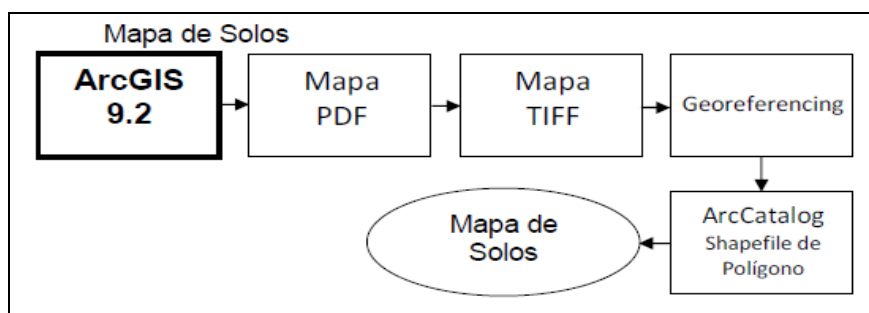 Mapa de Solos
ArcGIS
9.2
Mapa
PDF
Mapa
TIFF
Georeferencing
ArcCatalog
Shapefile de
Polígono
Mapa de
Solos